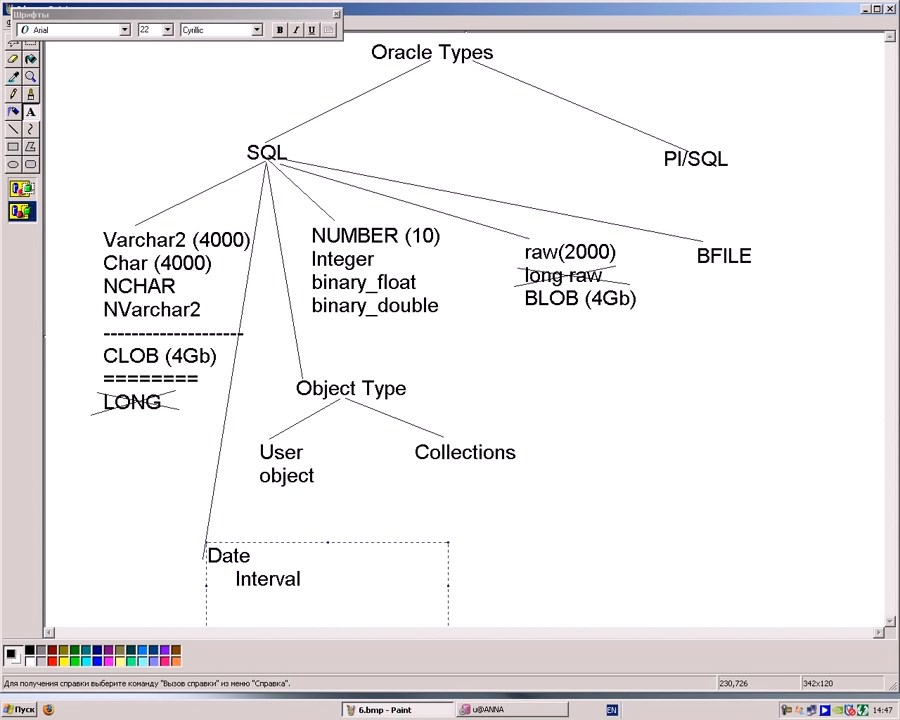 Шрифты
Arial
22
Cyrillic
B I U
A
Oracle Types
SQL
Pl/SQL
Varchar2 (4000)
Char (4000)
NCHAR
NVarchar2
--------------------
CLOB (4Gb)
========
LONG
NUMBER (10)
Integer
binary_float
binary_double
raw(2000)
long raw
BLOB (4Gb)
BFILE
Object Type
User
object
Collections
Date
Interval
Для получения справки выберите команду "Вызов справки" из меню "Справка".
230,726
342x120
Пуск
6.bmp - Paint
u@ANNA
EN
14:47